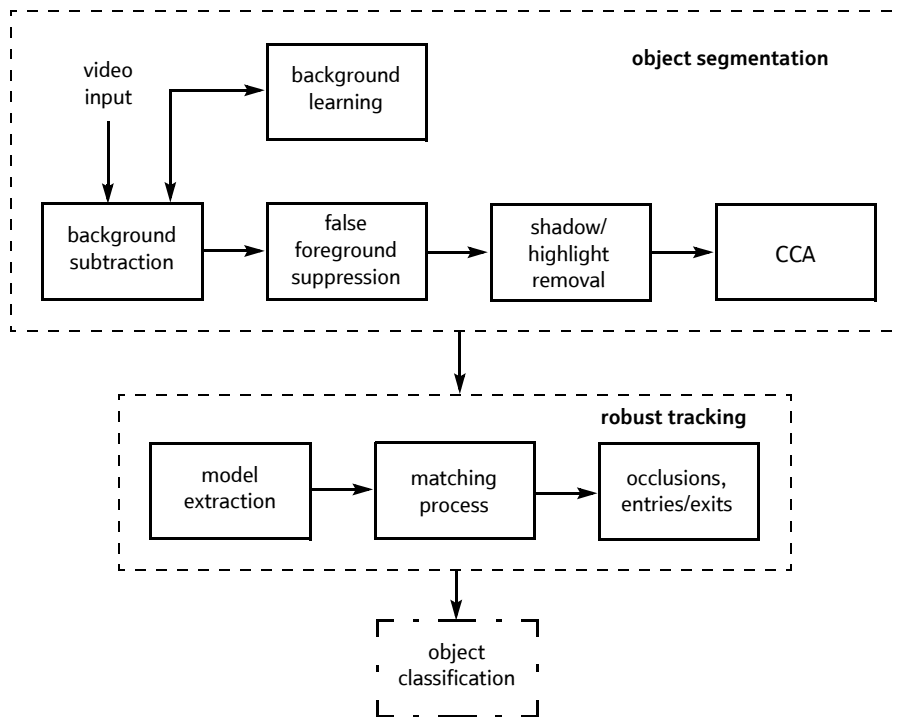 object segmentation
video
input
background
learning
background
subtraction
false
foreground
suppression
shadow/
highlight
removal
CCA
robust tracking
model
extraction
matching
process
occlusions,
entries/exits
object
classification